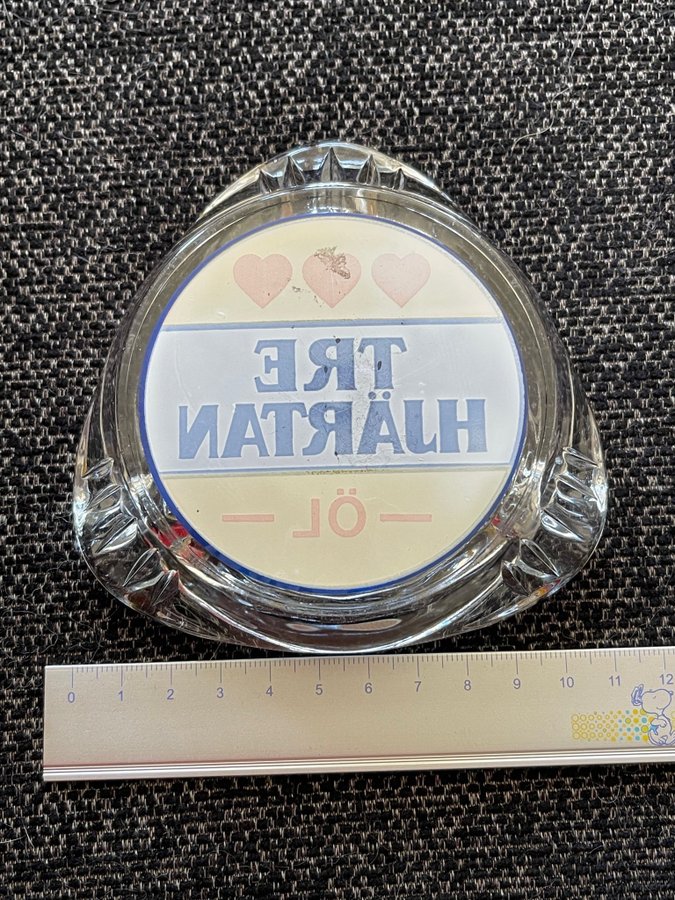 TRE
HJÄRTAN
— ÖL —
0 1 2 3 4 5 6 7 8 9 10 11 12